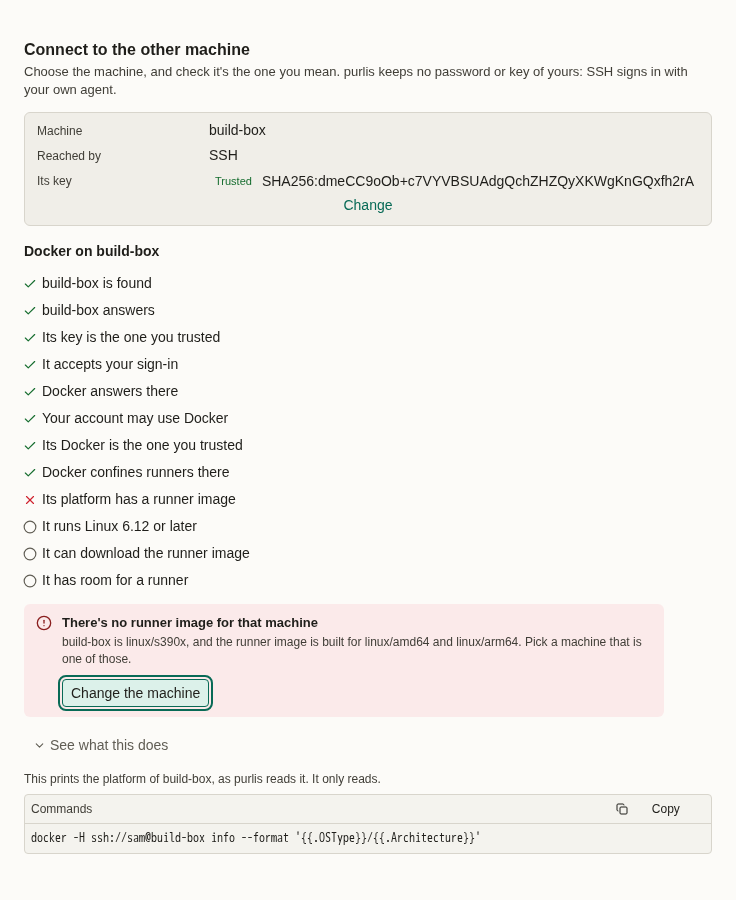 Connect to the other machine
Choose the machine, and check it's the one you mean. purlis keeps no password or key of yours: SSH signs in with
your own agent.
Machine build-box
Reached by SSH
Its key Trusted SHA256:dmeCC9oOb+c7VYVBSUAdgQchZHZQyXKWgKnGQxfh2rA
Change
Docker on build-box
build-box is found
build-box answers
Its key is the one you trusted
It accepts your sign-in
Docker answers there
Your account may use Docker
Its Docker is the one you trusted
Docker confines runners there
Its platform has a runner image
It runs Linux 6.12 or later
It can download the runner image
It has room for a runner
There's no runner image for that machine
build-box is linux/s390x, and the runner image is built for linux/amd64 and linux/arm64. Pick a machine that is
one of those.
Change the machine
See what this does
This prints the platform of build-box, as purlis reads it. It only reads.
Commands Copy
docker -H ssh://sam@build-box info --format '{{.OSType}}/{{.Architecture}}'